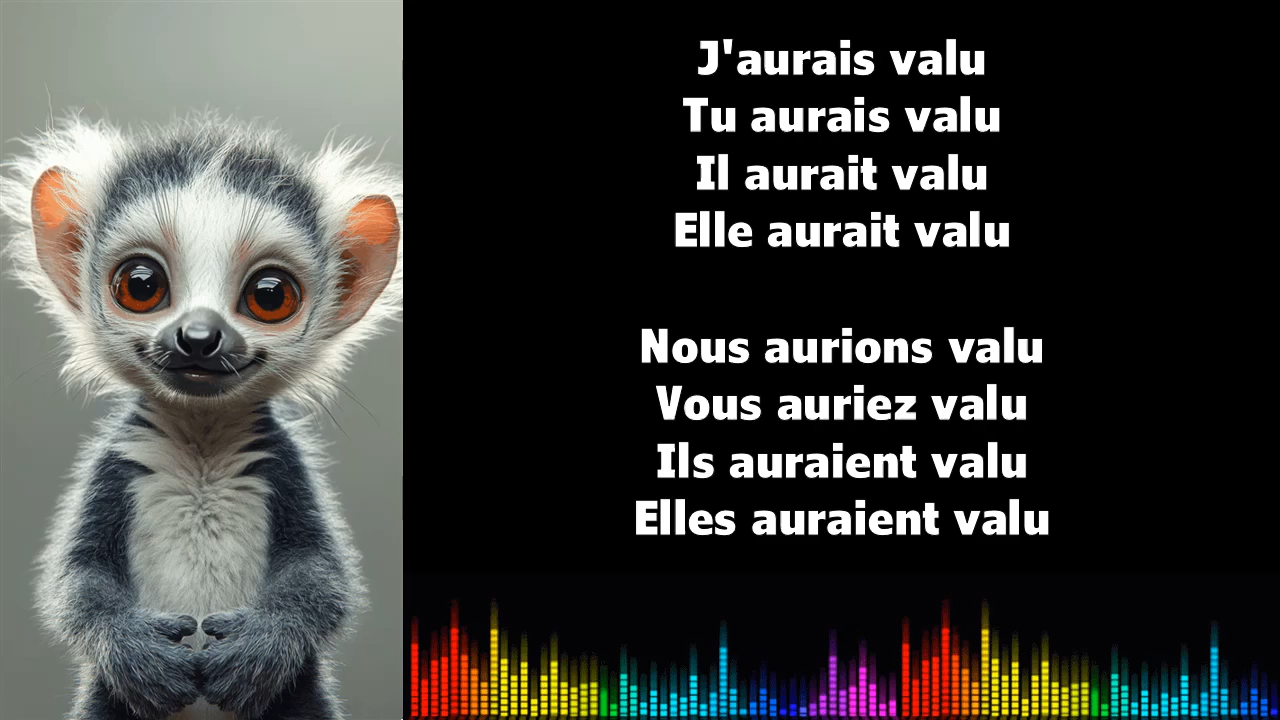 J'aurais valu
Tu aurais valu
Il aurait valu
Elle aurait valu
Nous aurions valu
Vous auriez valu
Ils auraient valu
Elles auraient valu